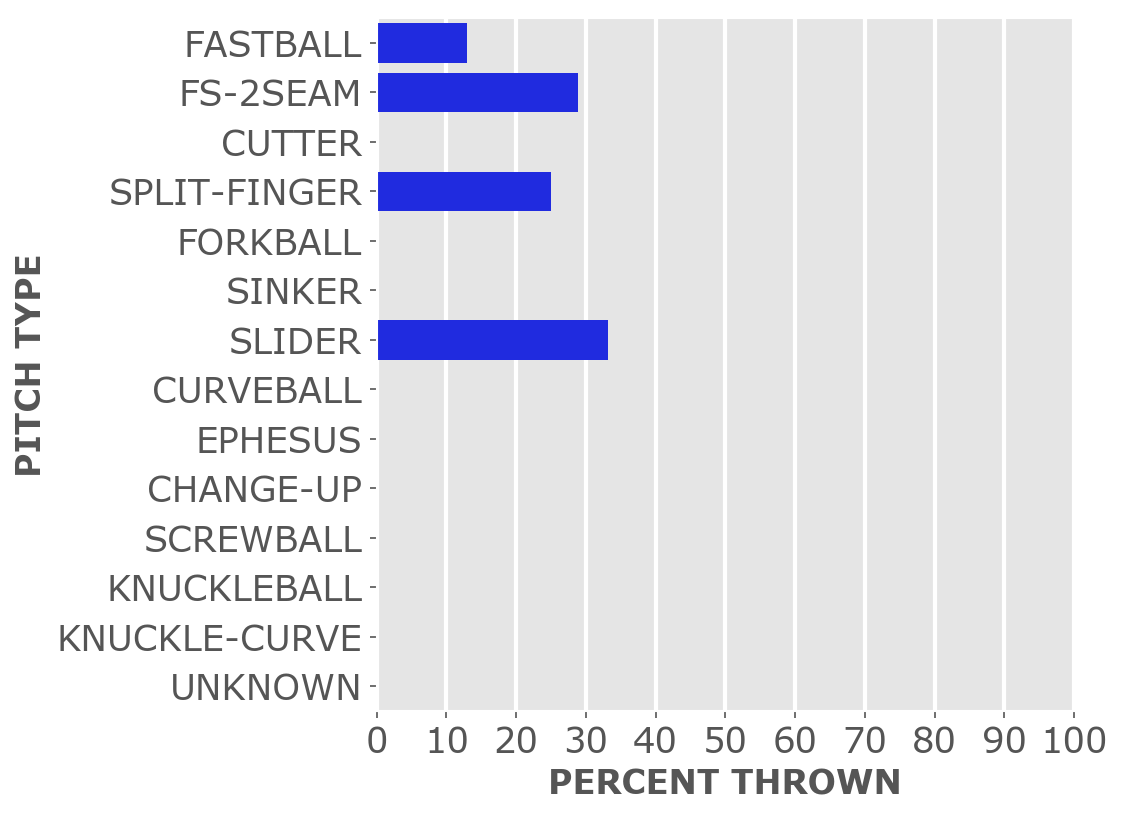 FASTBALL
FS-2SEAM
CUTTER
SPLIT-FINGER
FORKBALL
SINKER
SLIDER
CURVEBALL
EPHESUS
CHANGE-UP
SCREWBALL
KNUCKLEBALL
KNUCKLE-CURVE
UNKNOWN
PITCH TYPE
0 10 20 30 40 50 60 70 80 90 100
PERCENT THROWN